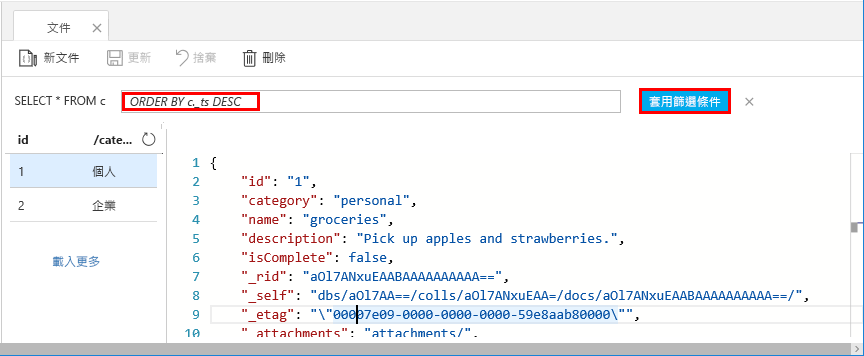 文件 ×
新文件 更新 捨棄 刪除
SELECT * FROM c ORDER BY c._ts DESC 套用篩選條件 ×
id /cate...
1 個人
2 企業
載入更多
1 {
2 "id": "1",
3 "category": "personal",
4 "name": "groceries",
5 "description": "Pick up apples and strawberries.",
6 "isComplete": false,
7 "_rid": "aOl7ANxuEAABAAAAAAAAAA==",
8 "_self": "dbs/aOl7AA==/colls/aOl7ANxuEAA=/docs/aOl7ANxuEAABAAAAAAAAAA==/",
9 "_etag": "\"00007e09-0000-0000-0000-59e8aab80000\"",
10 "_attachments": "attachments/",